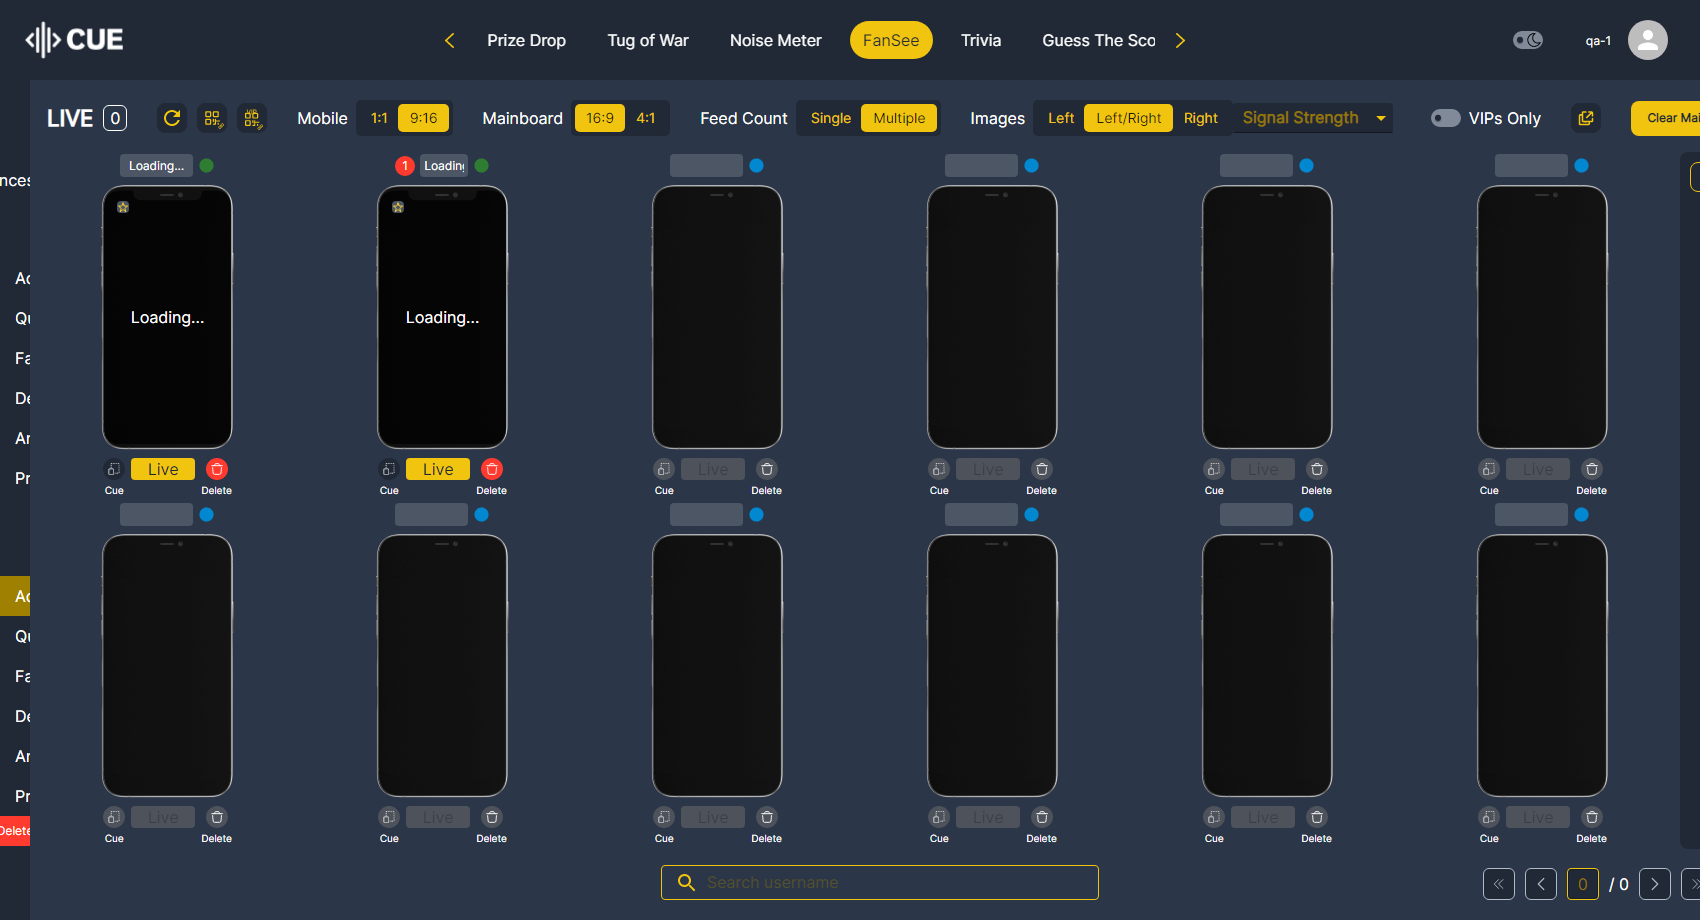 CUE
Prize Drop Tug of War Noise Meter FanSee Trivia Guess The Sco
qa-1
LIVE 0 Mobile 1:1 9:16 Mainboard 16:9 4:1 Feed Count Single Multiple Images Left Left/Right Right Signal Strength VIPs Only Clear Mai
nces
Ac
Qu
Fa
De
Ar
Pr
Loading... 1 Loading
Loading... Loading...
Live Live Live Live Live Live
Cue Delete Cue Delete Cue Delete Cue Delete Cue Delete Cue Delete
Ac
Qu
Fa
De
Ar
Pr
Delete
Live Live Live Live Live Live
Cue Delete Cue Delete Cue Delete Cue Delete Cue Delete Cue Delete
Search username
0 / 0